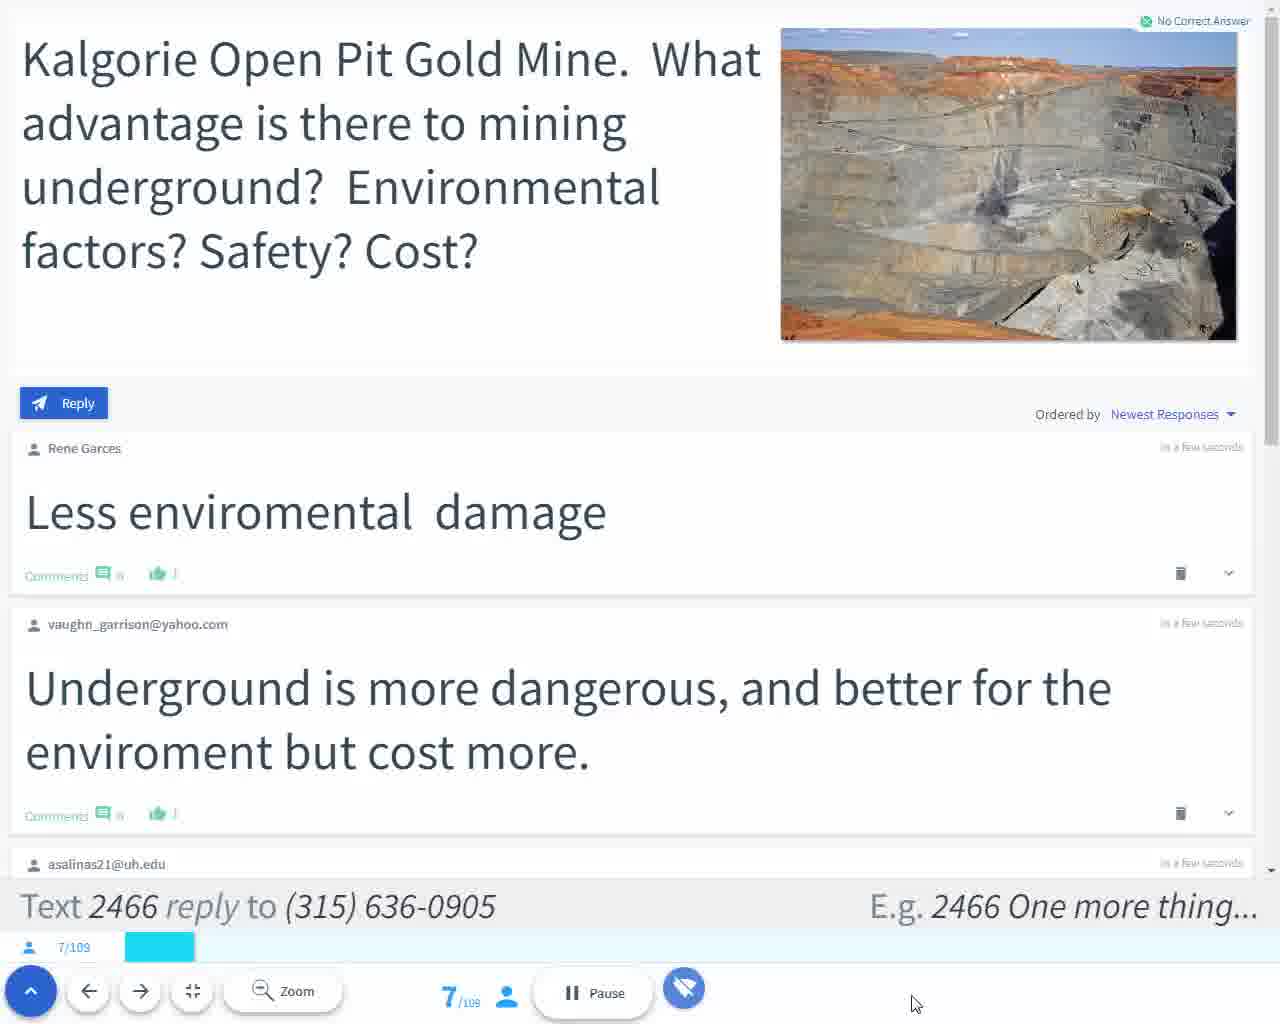 No Correct Answer
Kalgorie Open Pit Gold Mine. What
advantage is there to mining
underground? Environmental
factors? Safety? Cost?
Reply
Ordered by Newest Responses
Rene Garces
in a few seconds
Less enviromental damage
Comments 0 1
vaughn_garrison@yahoo.com
in a few seconds
Underground is more dangerous, and better for the
enviroment but cost more.
Comments 0 1
asalinas21@uh.edu
in a few seconds
Text 2466 reply to (315) 636-0905
E.g. 2466 One more thing...
7/109
Zoom
7/109
Pause